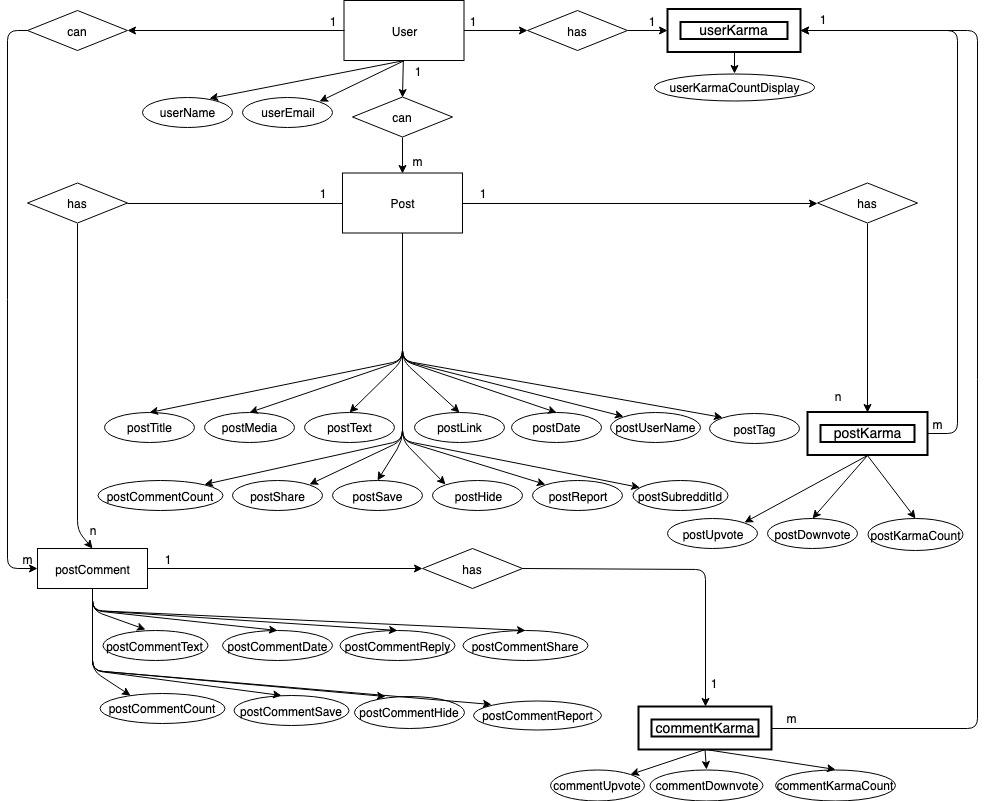 can
1
User
1
has
1
userKarma
1
userName
userEmail
1
can
userKarmaCountDisplay
m
has
1
Post
1
has
n
postTitle
postMedia
postText
postLink
postDate
postUserName
postTag
postKarma
m
postCommentCount
postShare
postSave
postHide
postReport
postSubredditId
n
postUpvote
postDownvote
postKarmaCount
m
postComment
1
has
postCommentText
postCommentDate
postCommentReply
postCommentShare
1
postCommentCount
postCommentSave
postCommentHide
postCommentReport
commentKarma
m
commentUpvote
commentDownvote
commentKarmaCount